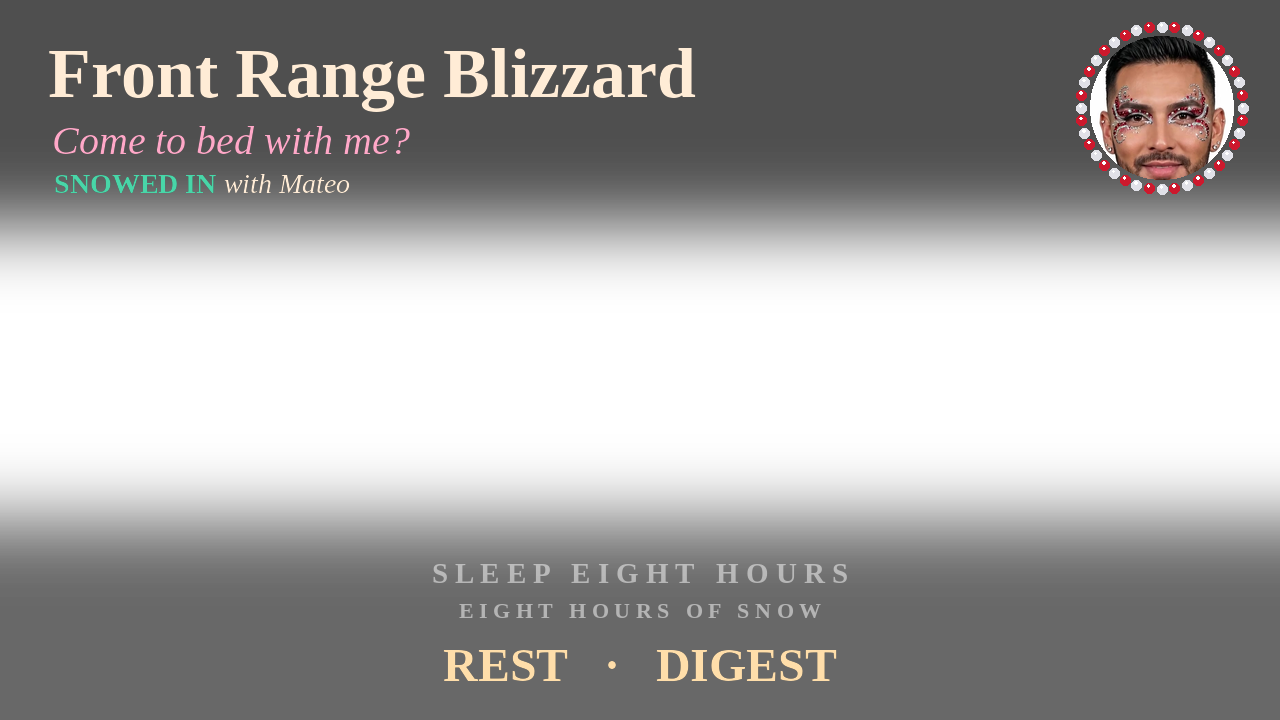 Front Range Blizzard
Come to bed with me?
SNOWED IN with Mateo
SLEEP EIGHT HOURS
EIGHT HOURS OF SNOW
REST · DIGEST